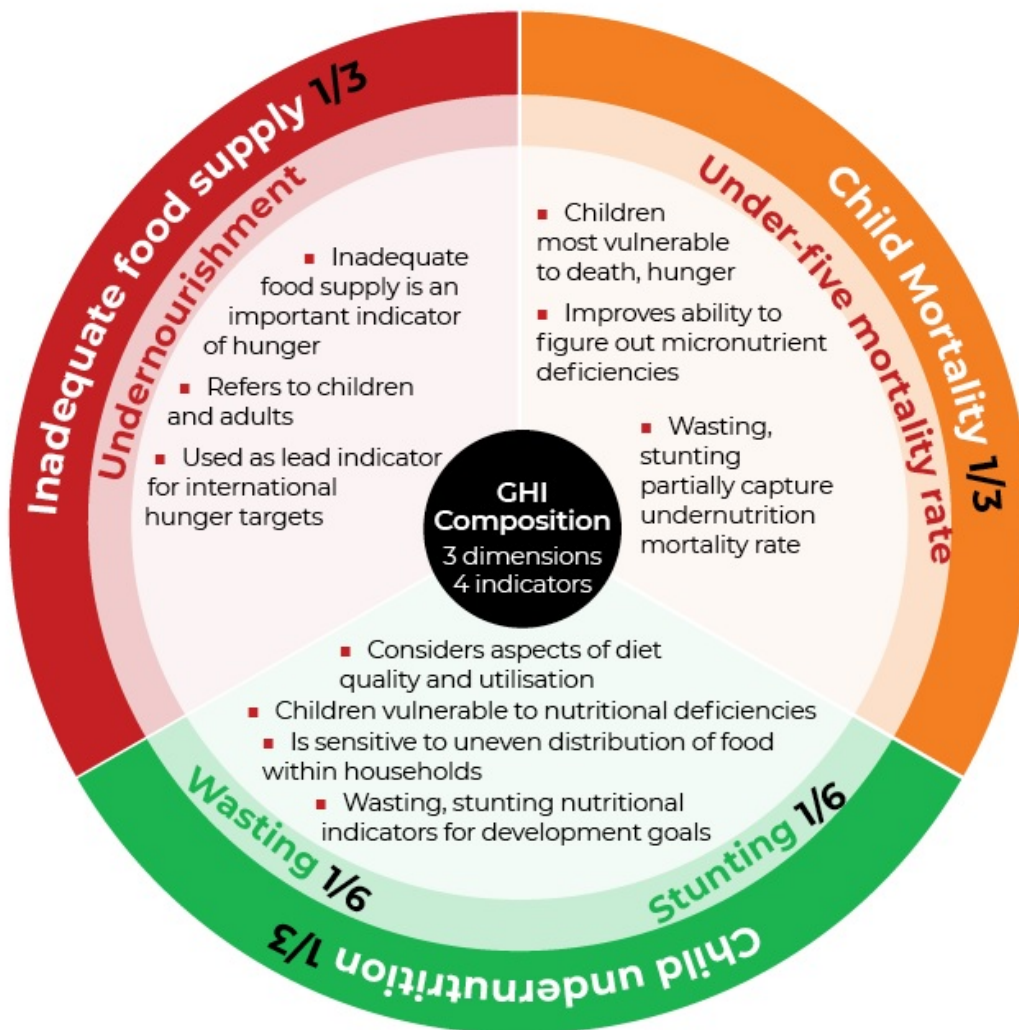 Inadequate food supply 1/3
Undernourishment
▪ Inadequate
food supply is an
important indicator
of hunger
▪ Refers to children
and adults
▪ Used as lead indicator
for international
hunger targets
Child Mortality 1/3
Under-five mortality rate
▪ Children
most vulnerable
to death, hunger
▪ Improves ability to
figure out micronutrient
deficiencies
▪ Wasting,
stunting
partially capture
undernutrition
mortality rate
GHI
Composition
3 dimensions
4 indicators
▪ Considers aspects of diet
quality and utilisation
▪ Children vulnerable to nutritional deficiencies
▪ Is sensitive to uneven distribution of food
within households
▪ Wasting, stunting nutritional
indicators for development goals
Wasting 1/6
Stunting 1/6
Child undernutrition 1/3